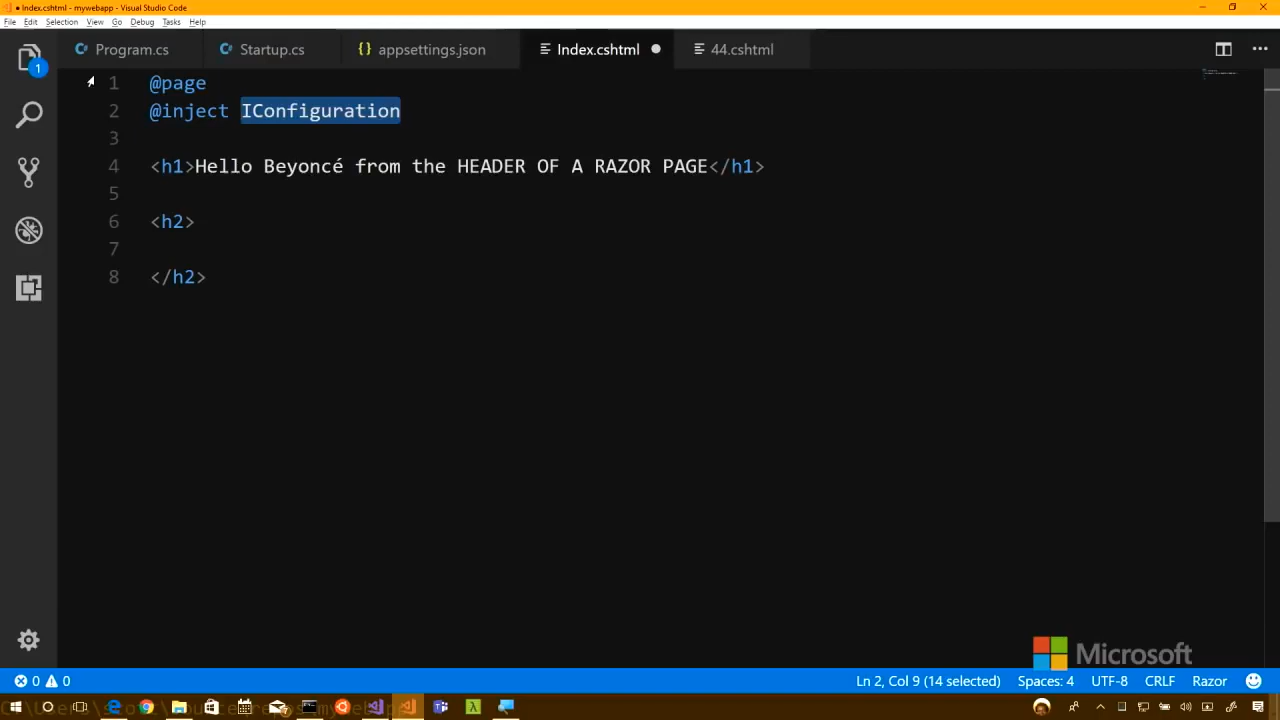 Index.cshtml - mywebapp - Visual Studio Code
File Edit Selection View Go Debug Tasks Help
Program.cs Startup.cs appsettings.json Index.cshtml 44.cshtml
1 @page
2 @inject IConfiguration
3
4 <h1>Hello Beyoncé from the HEADER OF A RAZOR PAGE</h1>
5
6 <h2>
7
8 </h2>
Microsoft
0 0 Ln 2, Col 9 (14 selected) Spaces: 4 UTF-8 CRLF Razor